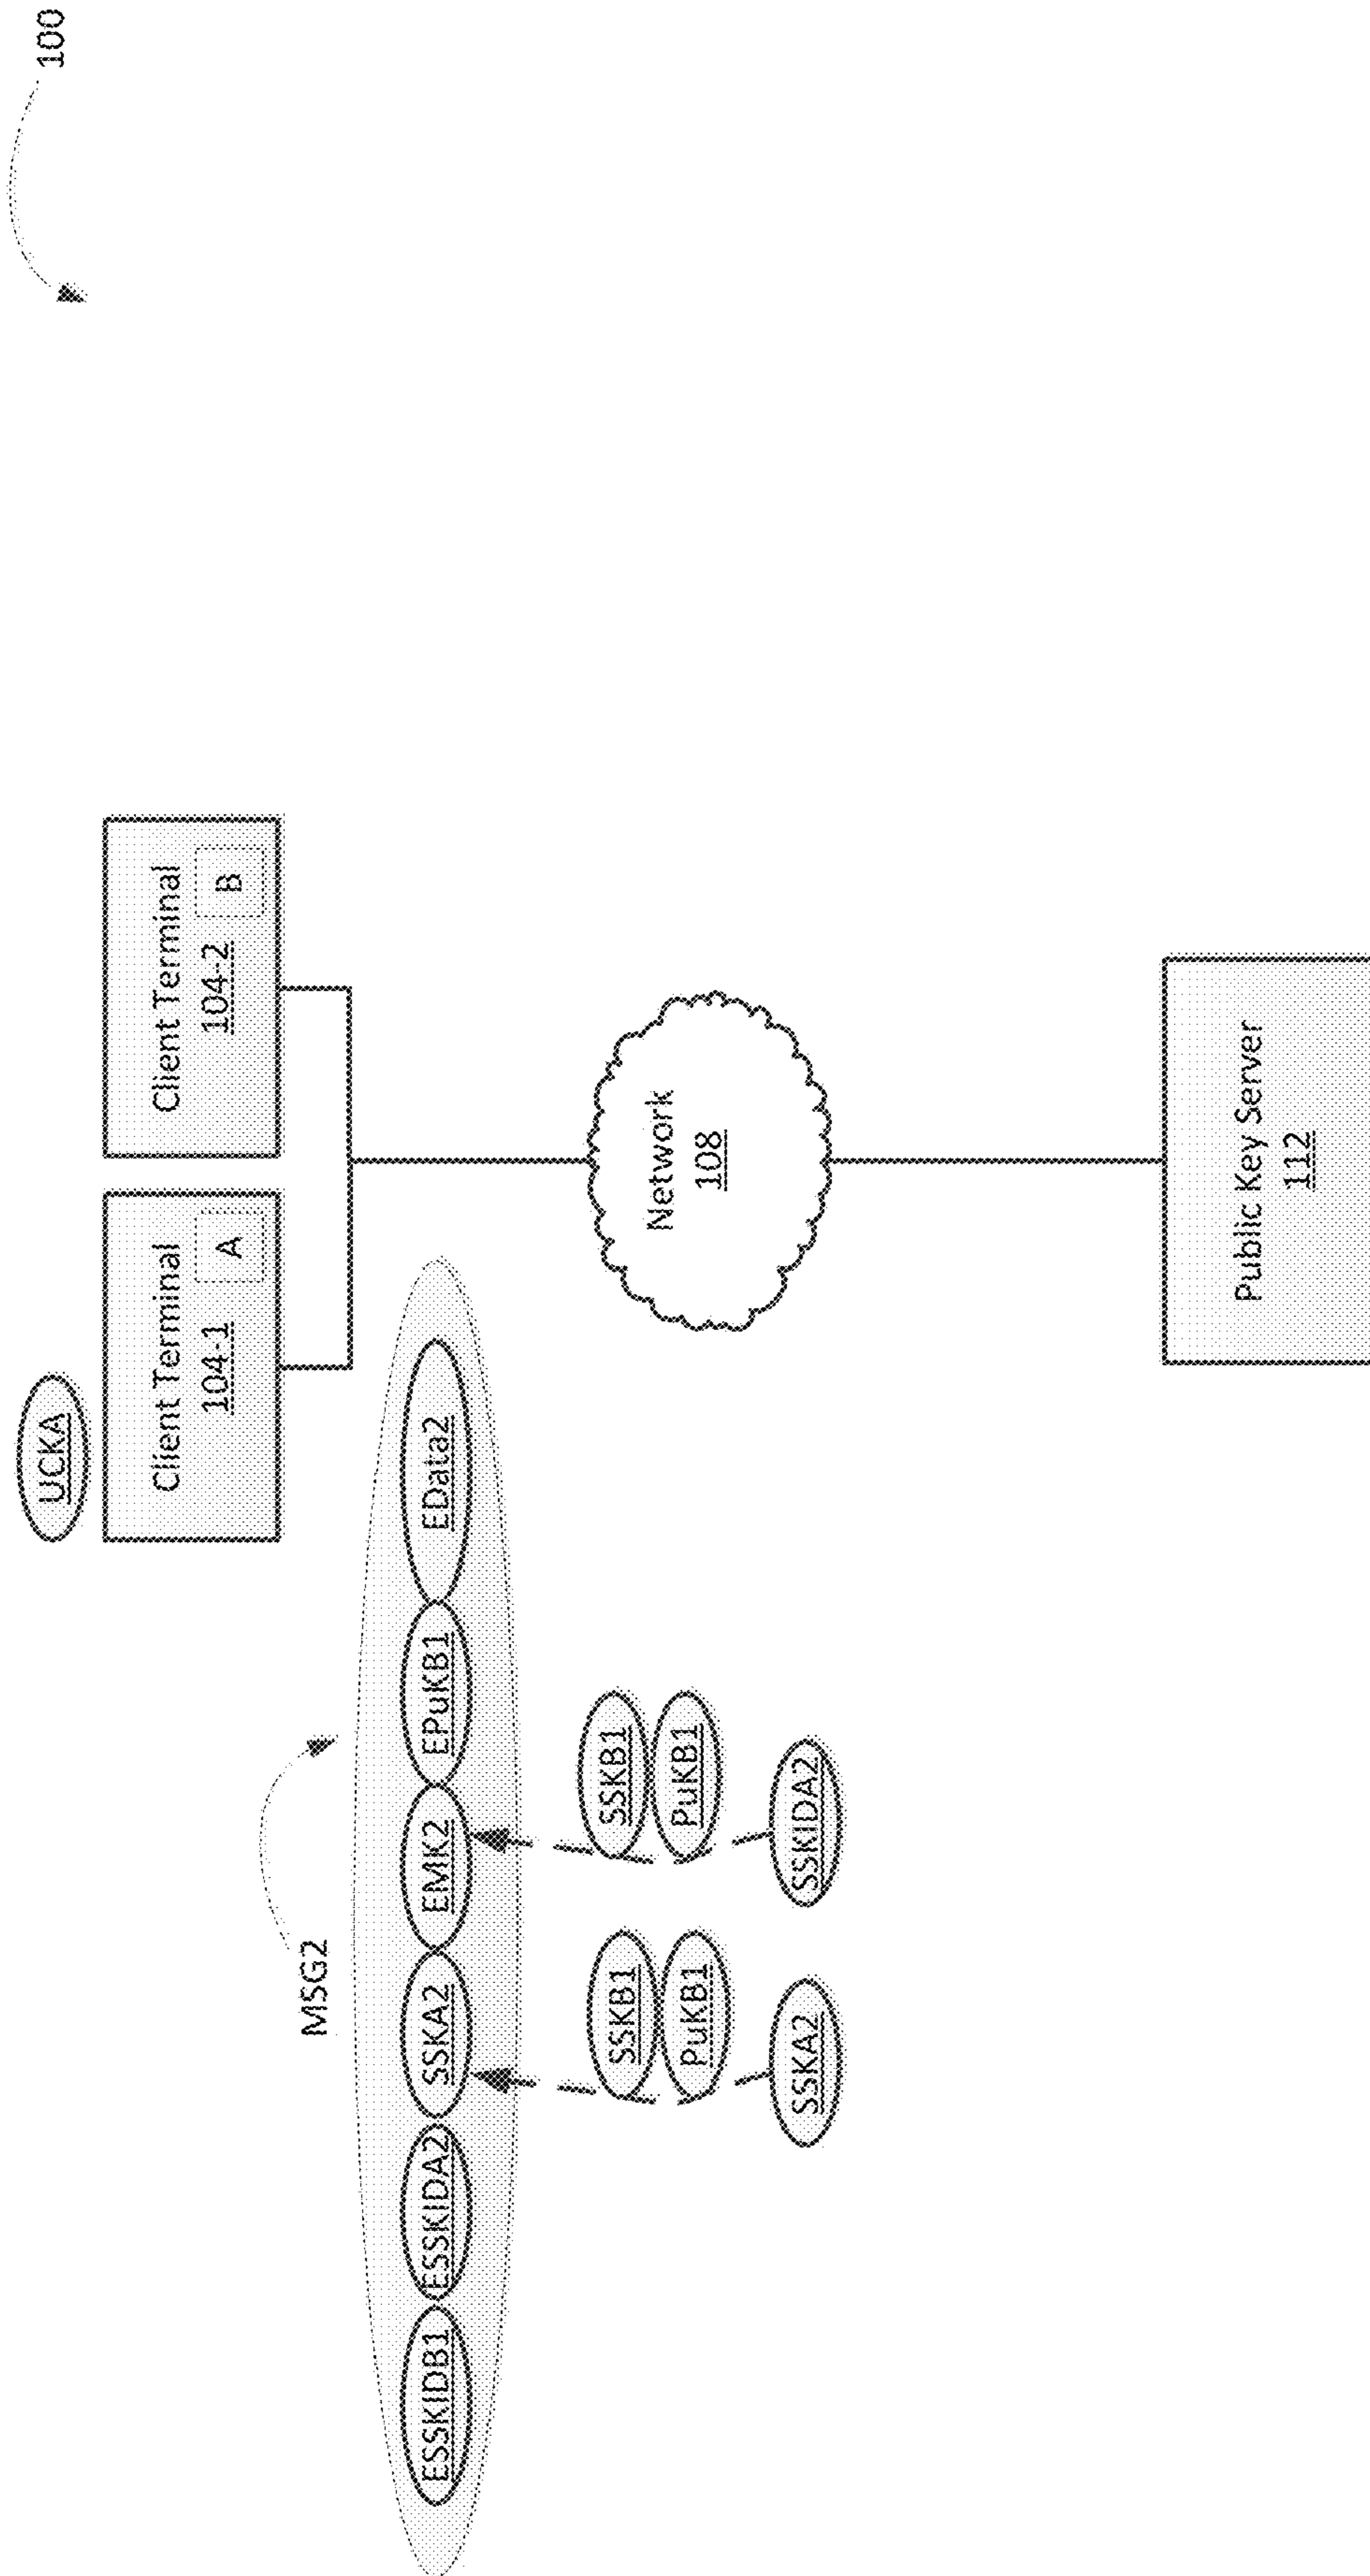 100
UCKA
Client Terminal
104-1
A
Client Terminal
104-2
B
MSG2
ESSKIDB1
ESSKIDA2
SSKA2
EMK2
EPuKB1
EData2
SSKB1
PuKB1
SSKA2
SSKB1
PuKB1
SSKIDA2
Network
108
Public Key Server
112